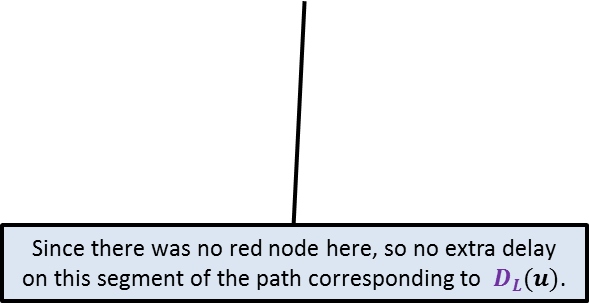 Since there was no red node here, so no extra delay
on this segment of the path corresponding to D_L(u).